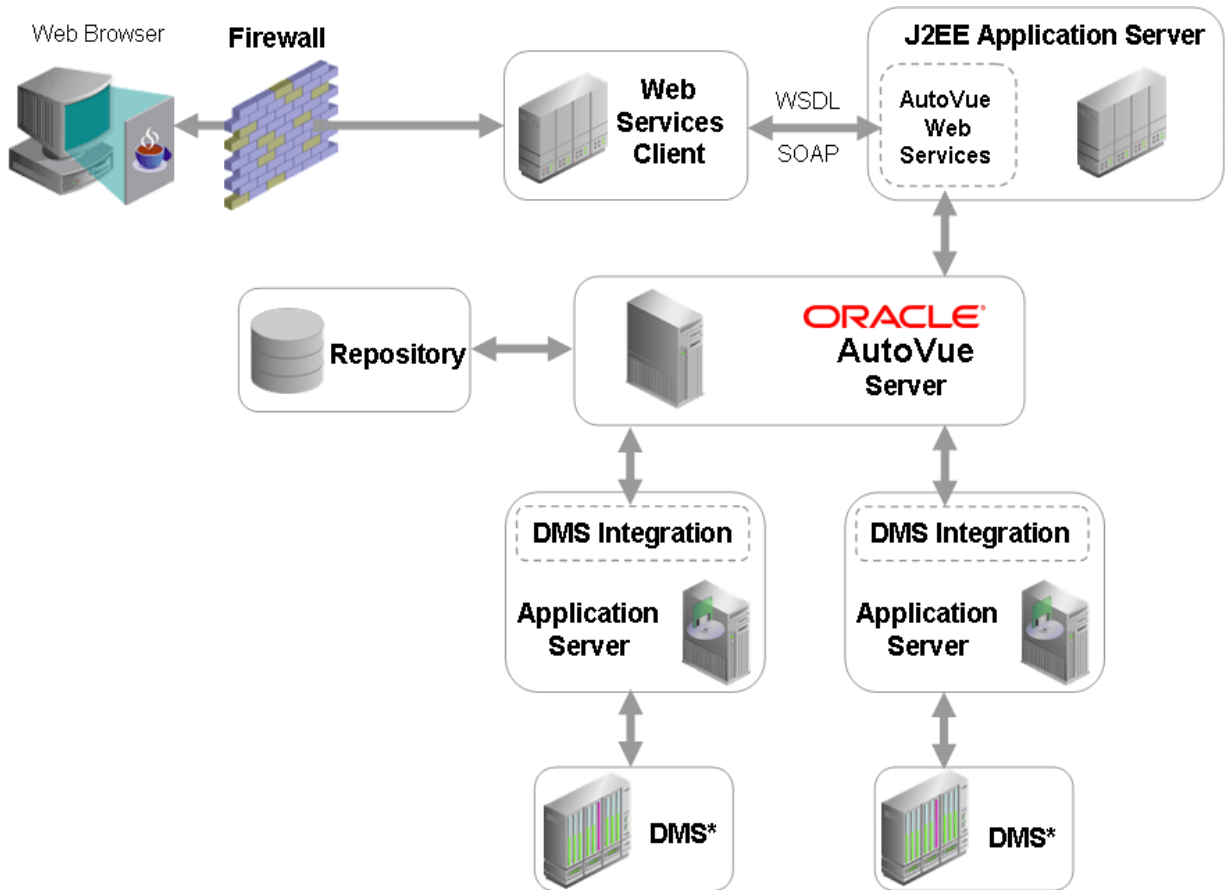 Web Browser
Firewall
Web
Services
Client
WSDL
SOAP
J2EE Application Server
AutoVue
Web
Services
Repository
ORACLE®
AutoVue
Server
DMS Integration
Application
Server
DMS Integration
Application
Server
DMS*
DMS*